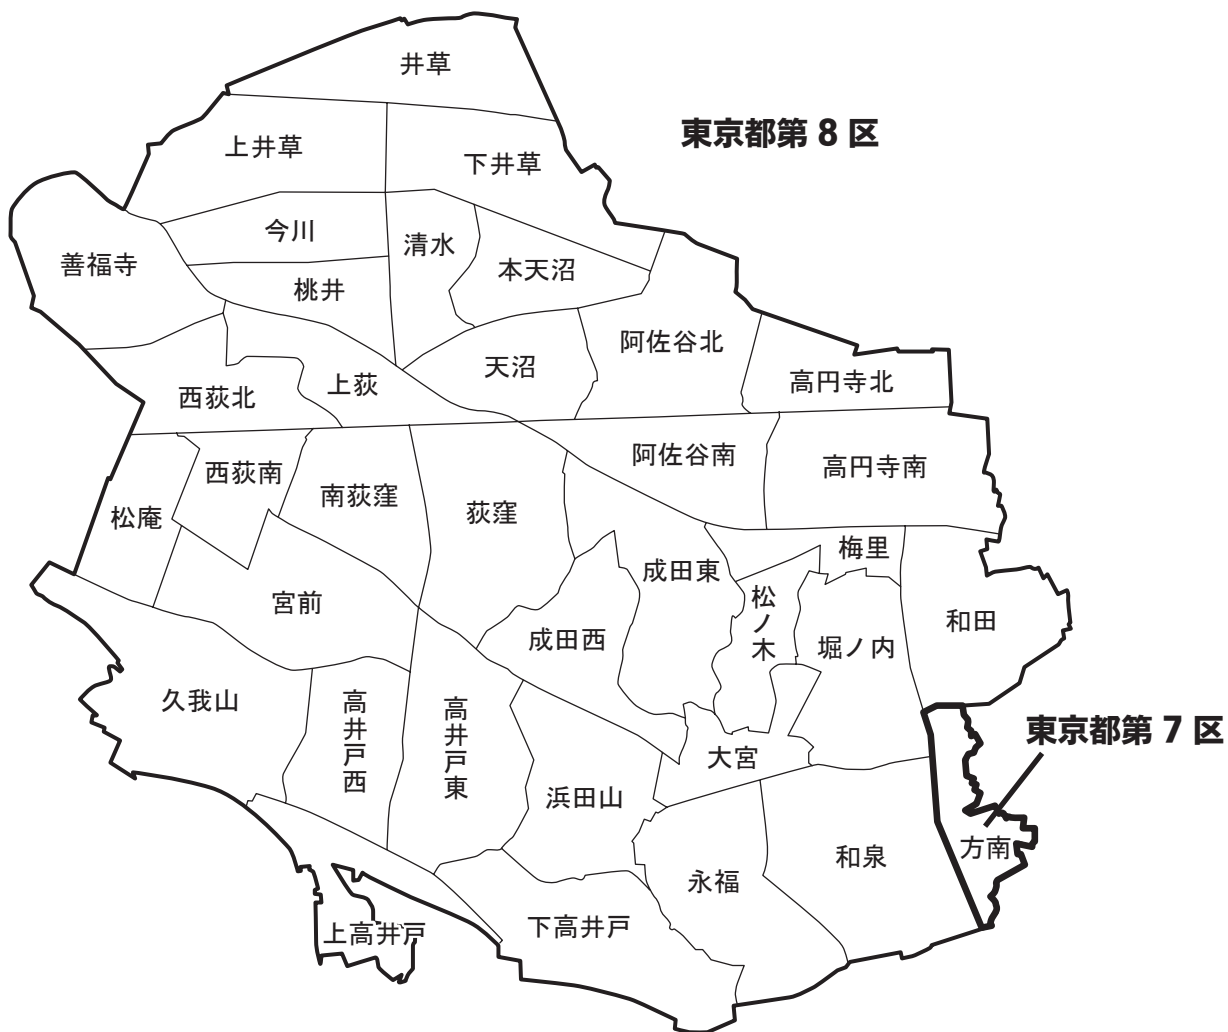 井草
東京都第 8 区
上井草
下井草
今川
清水
善福寺
本天沼
桃井
阿佐谷北
天沼
高円寺北
上荻
西荻北
阿佐谷南
高円寺南
西荻南
南荻窪
荻窪
松庵
梅里
成田東
宮前
松ノ木
和田
成田西
堀ノ内
久我山
高井戸西
高井戸東
東京都第 7 区
大宮
浜田山
方南
和泉
永福
下高井戸
上高井戸